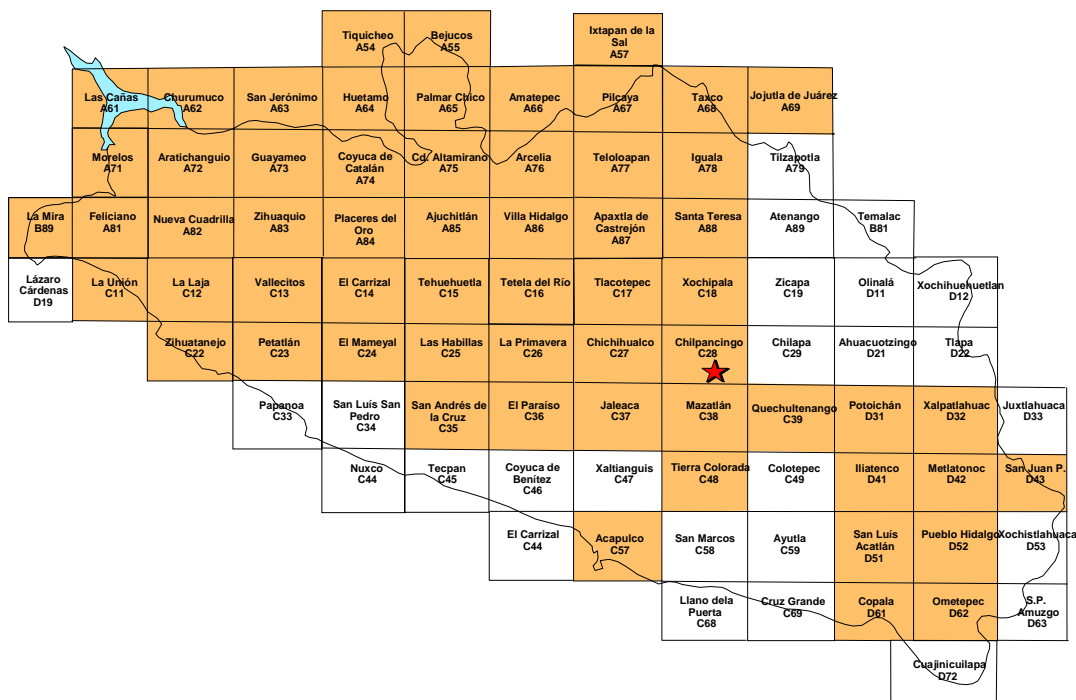 Tiquicheo
A54
Bejucos
A55
Ixtapan de la
Sal
A57
Las Cañas
A61
Churumuco
A62
San Jerónimo
A63
Huetamo
A64
Palmar Chico
A65
Amatepec
A66
Pilcaya
A67
Taxco
A68
Jojutla de Juárez
A69
Morelos
A71
Aratichanguio
A72
Guayameo
A73
Coyuca de
Catalán
A74
Cd. Altamirano
A75
Arcelia
A76
Teloloapan
A77
Iguala
A78
Tilzapotla
A79
La Mira
B89
Feliciano
A81
Nueva Cuadrilla
A82
Zihuaquio
A83
Placeres del
Oro
A84
Ajuchitlán
A85
Villa Hidalgo
A86
Apaxtla de
Castrejón
A87
Santa Teresa
A88
Atenango
A89
Temalac
B81
Lázaro
Cárdenas
D19
La Unión
C11
La Laja
C12
Vallecitos
C13
El Carrizal
C14
Tehuehuetla
C15
Tetela del Río
C16
Tlacotepec
C17
Xochipala
C18
Zicapa
C19
Olinalá
D11
Xochihuehuetlan
D12
Zihuatanejo
C22
Petatlán
C23
El Mameyal
C24
Las Habillas
C25
La Primavera
C26
Chichihualco
C27
Chilpancingo
C28
Chilapa
C29
Ahuacuotzingo
D21
Tlapa
D22
Papanoa
C33
San Luís San
Pedro
C34
San Andrés de
la Cruz
C35
El Paraíso
C36
Jaleaca
C37
Mazatlán
C38
Quechultenango
C39
Potoichán
D31
Xalpatlahuac
D32
Juxtlahuaca
D33
Nuxco
C44
Tecpan
C45
Coyuca de
Benítez
C46
Xaltianguis
C47
Tierra Colorada
C48
Colotepec
C49
Iliatenco
D41
Metlatonoc
D42
San Juan P.
D43
El Carrizal
C44
Acapulco
C57
San Marcos
C58
Ayutla
C59
San Luís
Acatlán
D51
Pueblo Hidalgo
D52
Xochistlahuaca
D53
Llano dela
Puerta
C68
Cruz Grande
C69
Copala
D61
Ometepec
D62
S.P.
Amuzgo
D63
Cuajinicuilapa
D72